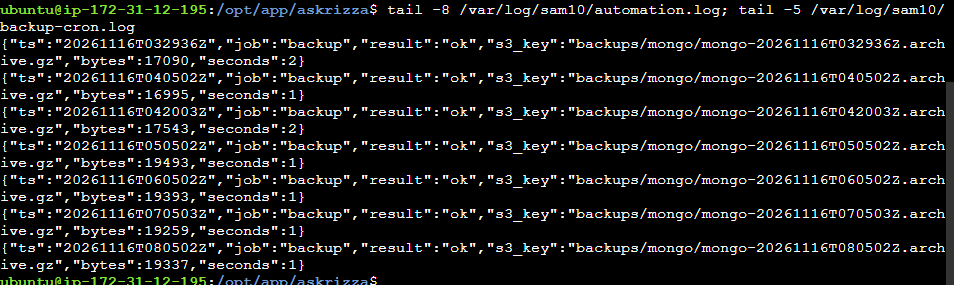 ubuntu@ip-172-31-12-195:/opt/app/askrizza$ tail -8 /var/log/sam10/automation.log; tail -5 /var/log/sam10/
backup-cron.log
{"ts":"20261116T032936Z","job":"backup","result":"ok","s3_key":"backups/mongo/mongo-20261116T032936Z.arch
ive.gz","bytes":17090,"seconds":2}
{"ts":"20261116T040502Z","job":"backup","result":"ok","s3_key":"backups/mongo/mongo-20261116T040502Z.arch
ive.gz","bytes":16995,"seconds":1}
{"ts":"20261116T042003Z","job":"backup","result":"ok","s3_key":"backups/mongo/mongo-20261116T042003Z.arch
ive.gz","bytes":17543,"seconds":2}
{"ts":"20261116T050502Z","job":"backup","result":"ok","s3_key":"backups/mongo/mongo-20261116T050502Z.arch
ive.gz","bytes":19493,"seconds":1}
{"ts":"20261116T060502Z","job":"backup","result":"ok","s3_key":"backups/mongo/mongo-20261116T060502Z.arch
ive.gz","bytes":19393,"seconds":1}
{"ts":"20261116T070503Z","job":"backup","result":"ok","s3_key":"backups/mongo/mongo-20261116T070503Z.arch
ive.gz","bytes":19259,"seconds":1}
{"ts":"20261116T080502Z","job":"backup","result":"ok","s3_key":"backups/mongo/mongo-20261116T080502Z.arch
ive.gz","bytes":19337,"seconds":1}
ubuntu@ip-172-31-12-195:/opt/app/askrizza$